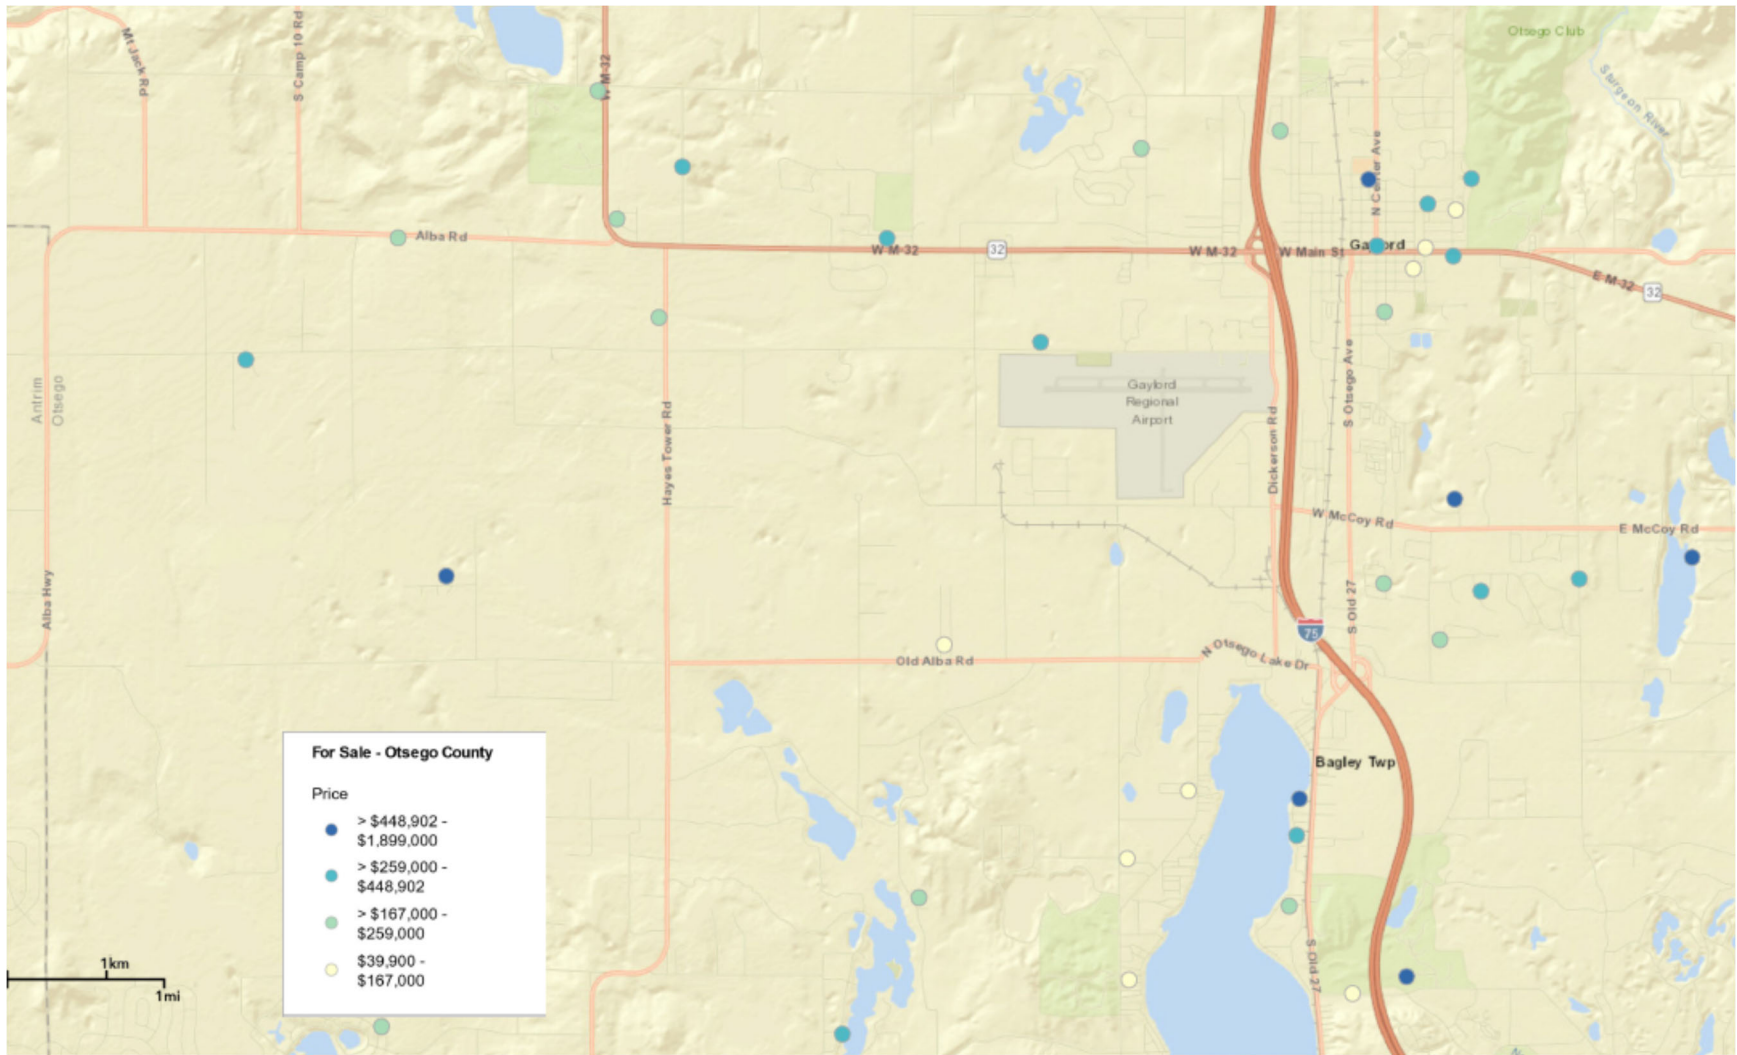 Otsego Club
Mt Jack Rd
S Camp 10 Rd
W M-32
Sturgeon River
N Center Ave
Alba Rd
W M-32
32
W M-32
W Main St
Gaylord
E M-32
32
Antrim
Otsego
Gaylord
Regional
Airport
Hayes Tower Rd
Dickerson Rd
S Otsego Ave
W McCoy Rd
E McCoy Rd
Alba Hwy
S Old 27
75
Old Alba Rd
N Otsego Lake Dr
Bagley Twp
S Old 27
For Sale - Otsego County
Price
> $448,902 -
$1,899,000
> $259,000 -
$448,902
> $167,000 -
$259,000
$39,900 -
$167,000
1km
1mi